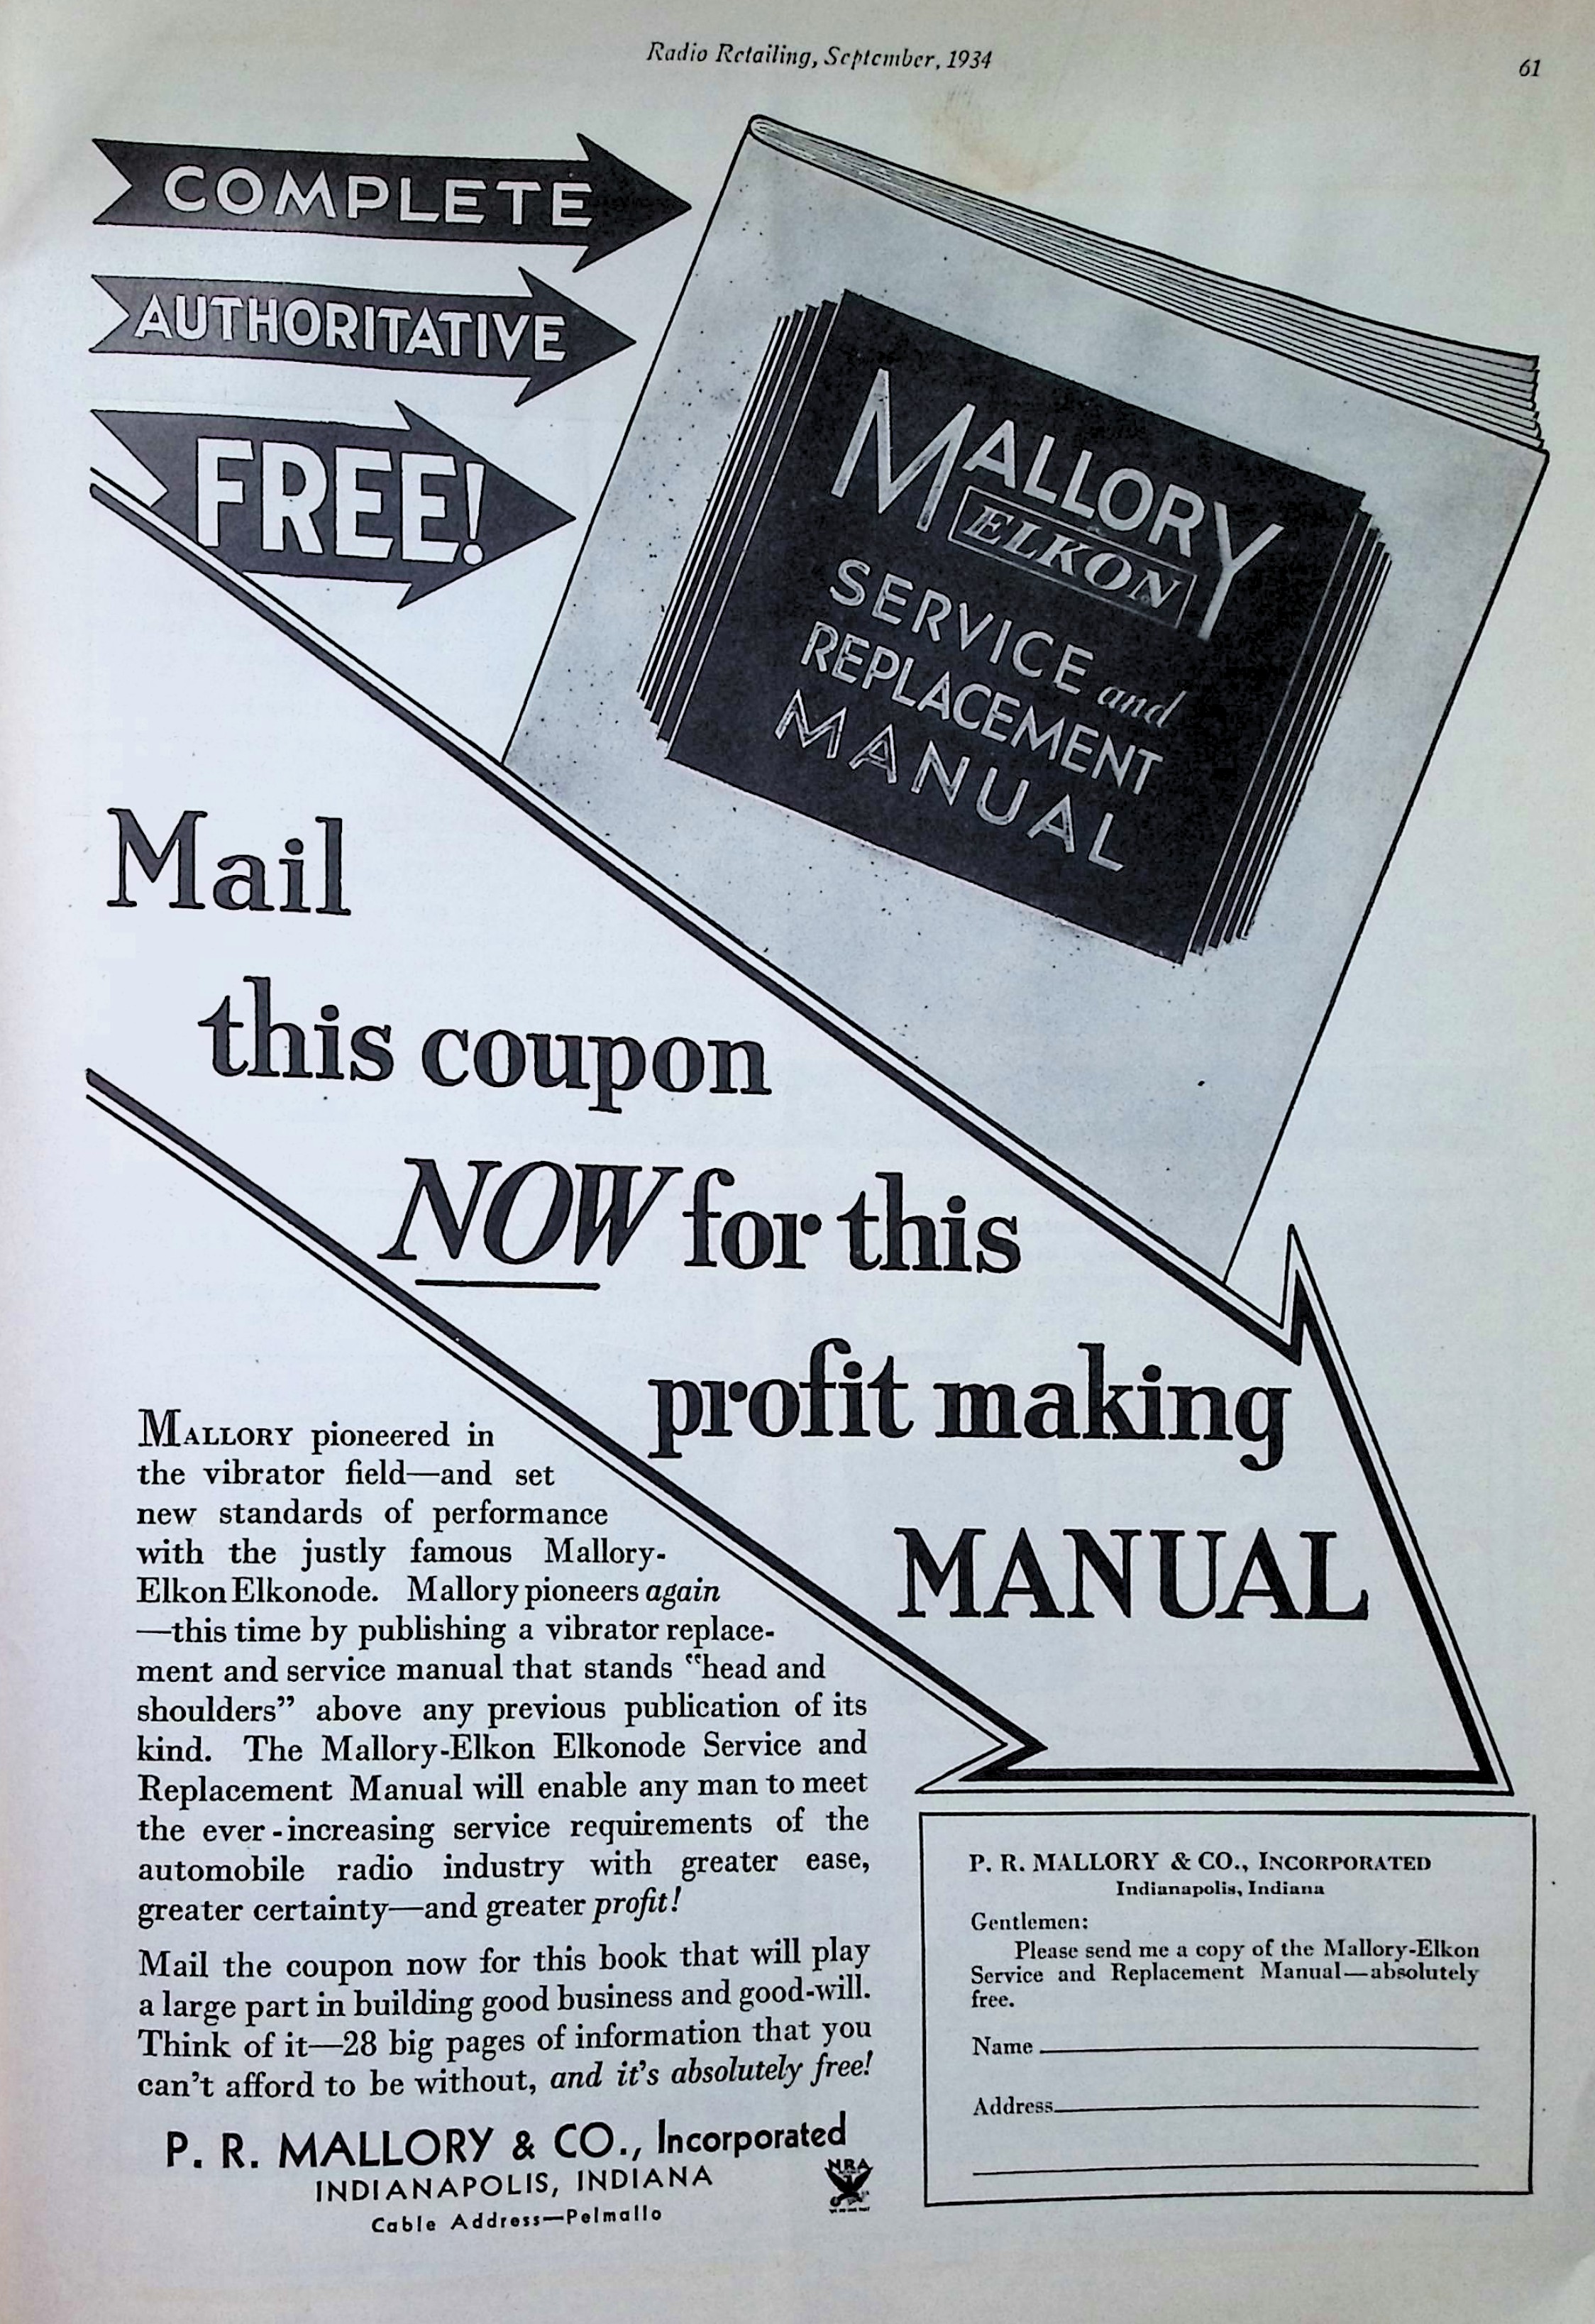 Radio Retailing, September, 1934
61
COMPLETE
AUTHORITATIVE
FREE!
MALLORY
ELKON
SERVICE and
REPLACEMENT
MANUAL
Mail
this coupon
NOW for this
profit making
MANUAL
MALLORY pioneered in
the vibrator field—and set
new standards of performance
with the justly famous Mallory-
Elkon Elkonode. Mallory pioneers again
—this time by publishing a vibrator replace-
ment and service manual that stands "head and
shoulders" above any previous publication of its
kind. The Mallory-Elkon Elkonode Service and
Replacement Manual will enable any man to meet
the ever-increasing service requirements of the
automobile radio industry with greater ease,
greater certainty—and greater profit!
Mail the coupon now for this book that will play
a large part in building good business and good-will.
Think of it—28 big pages of information that you
can't afford to be without, and it's absolutely free!
P. R. MALLORY & CO., Incorporated
INDIANAPOLIS, INDIANA
Cable Address—Pelmallo
NRA
P. R. MALLORY & CO., INCORPORATED
Indianapolis, Indiana
Gentlemen:
Please send me a copy of the Mallory-Elkon
Service and Replacement Manual—absolutely
free.
Name
Address